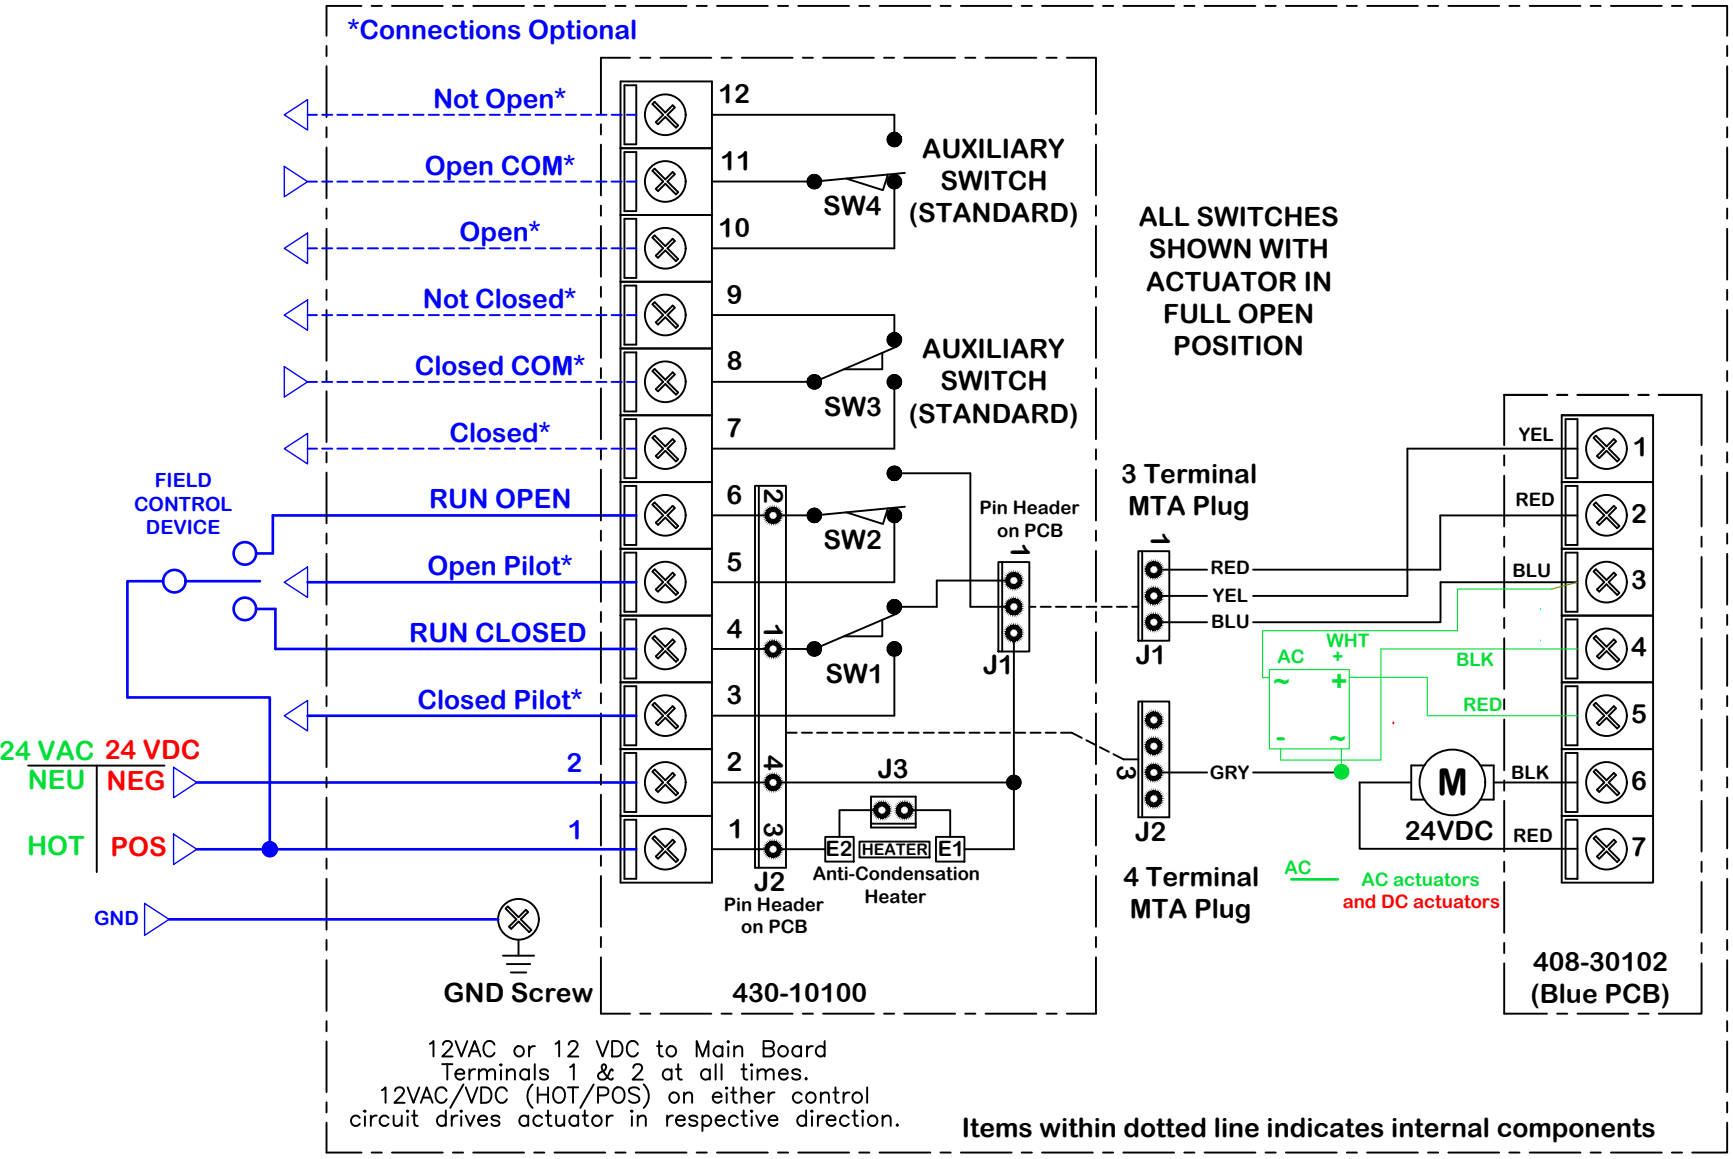 *Connections Optional
Not Open*
12
Open COM*
11
AUXILIARY
SWITCH
(STANDARD)
SW4
Open*
10
Not Closed*
9
Closed COM*
8
AUXILIARY
SWITCH
(STANDARD)
SW3
Closed*
7
ALL SWITCHES
SHOWN WITH
ACTUATOR IN
FULL OPEN
POSITION
FIELD
CONTROL
DEVICE
RUN OPEN
6
2
SW2
Open Pilot*
5
RUN CLOSED
4
1
SW1
Closed Pilot*
3
24 VAC 24 VDC
NEU NEG
2
2
4
HOT POS
1
1
3
J3
E2 HEATER E1
Anti-Condensation
Heater
J2
Pin Header
on PCB
Pin Header
on PCB
1
J1
GND
GND Screw
430-10100
3 Terminal
MTA Plug
1
RED
YEL
BLU
J1
3
GRY
J2
4 Terminal
MTA Plug
WHT
AC +
~ +
- ~
YEL 1
RED 2
BLU 3
BLK 4
RED 5
M
24VDC
BLK 6
RED 7
AC
AC actuators
and DC actuators
408-30102
(Blue PCB)
12VAC or 12 VDC to Main Board
Terminals 1 & 2 at all times.
12VAC/VDC (HOT/POS) on either control
circuit drives actuator in respective direction.
Items within dotted line indicates internal components